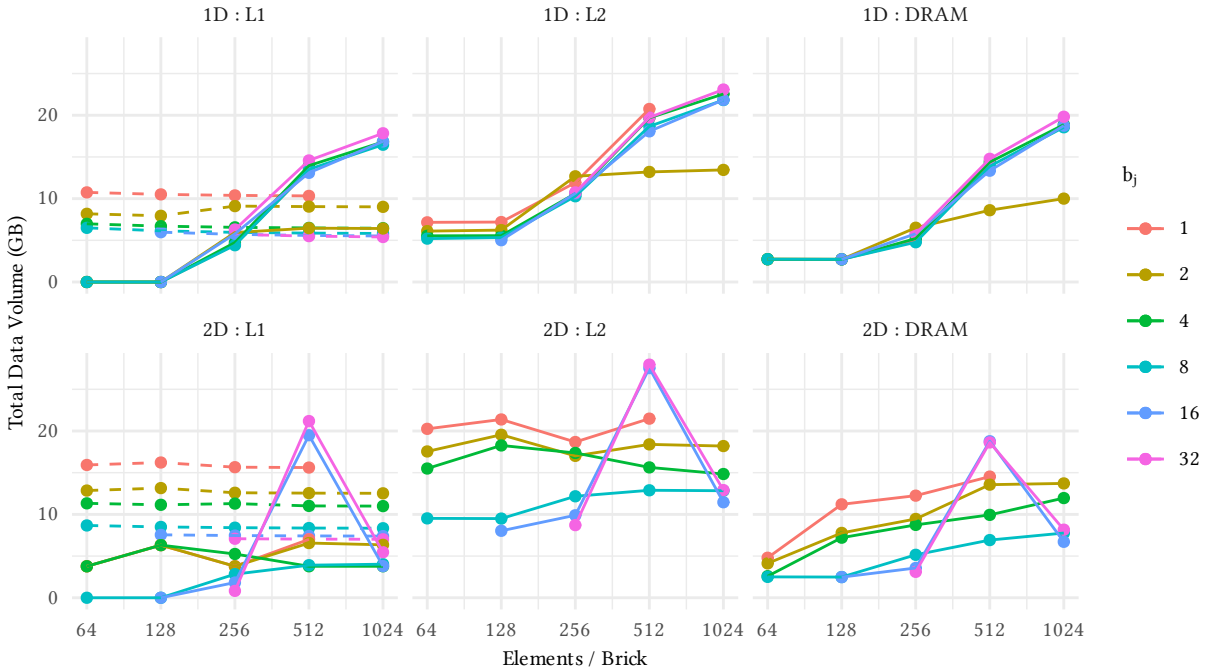 1D : L1 1D : L2 1D : DRAM
20
10
0
2D : L1 2D : L2 2D : DRAM
20
10
0
64 128 256 512 1024 64 128 256 512 1024 64 128 256 512 1024
Elements / Brick
Total Data Volume (GB)
bj
1
2
4
8
16
32